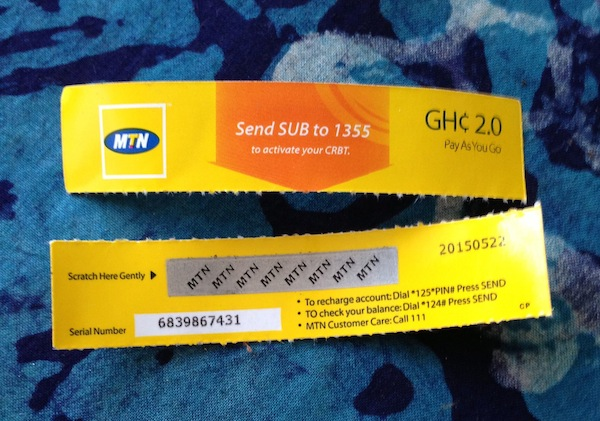 MTN
Send SUB to 1355
to activate your CRBT.
GH¢ 2.0
Pay As You Go
20150522
Scratch Here Gently
MTN MTN MTN MTN MTN MTN MTN MTN
• To recharge account: Dial *125*PIN# Press SEND
• TO check your balance: Dial *124# Press SEND
• MTN Customer Care: Call 111
CP
Serial Number 6839867431